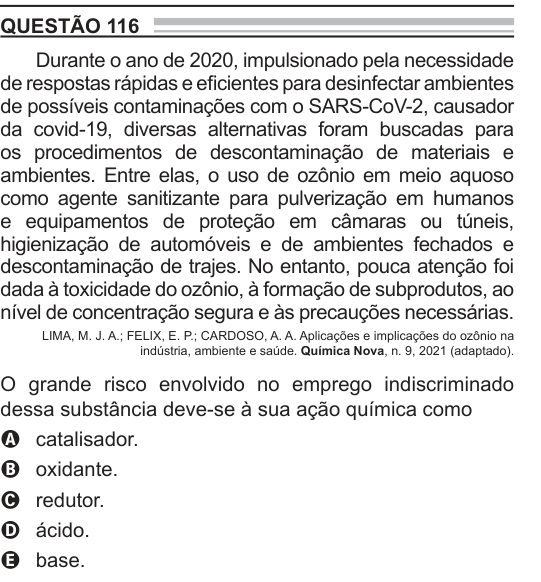 QUESTÃO 116
Durante o ano de 2020, impulsionado pela necessidade
de respostas rápidas e eficientes para desinfectar ambientes
de possíveis contaminações com o SARS-CoV-2, causador
da covid-19, diversas alternativas foram buscadas para
os procedimentos de descontaminação de materiais e
ambientes. Entre elas, o uso de ozônio em meio aquoso
como agente sanitizante para pulverização em humanos
e equipamentos de proteção em câmaras ou túneis,
higienização de automóveis e de ambientes fechados e
descontaminação de trajes. No entanto, pouca atenção foi
dada à toxicidade do ozônio, à formação de subprodutos, ao
nível de concentração segura e às precauções necessárias.
LIMA, M. J. A.; FELIX, E. P.; CARDOSO, A. A. Aplicações e implicações do ozônio na
indústria, ambiente e saúde. Química Nova, n. 9, 2021 (adaptado).
O grande risco envolvido no emprego indiscriminado
dessa substância deve-se à sua ação química como
A catalisador.
B oxidante.
C redutor.
D ácido.
E base.